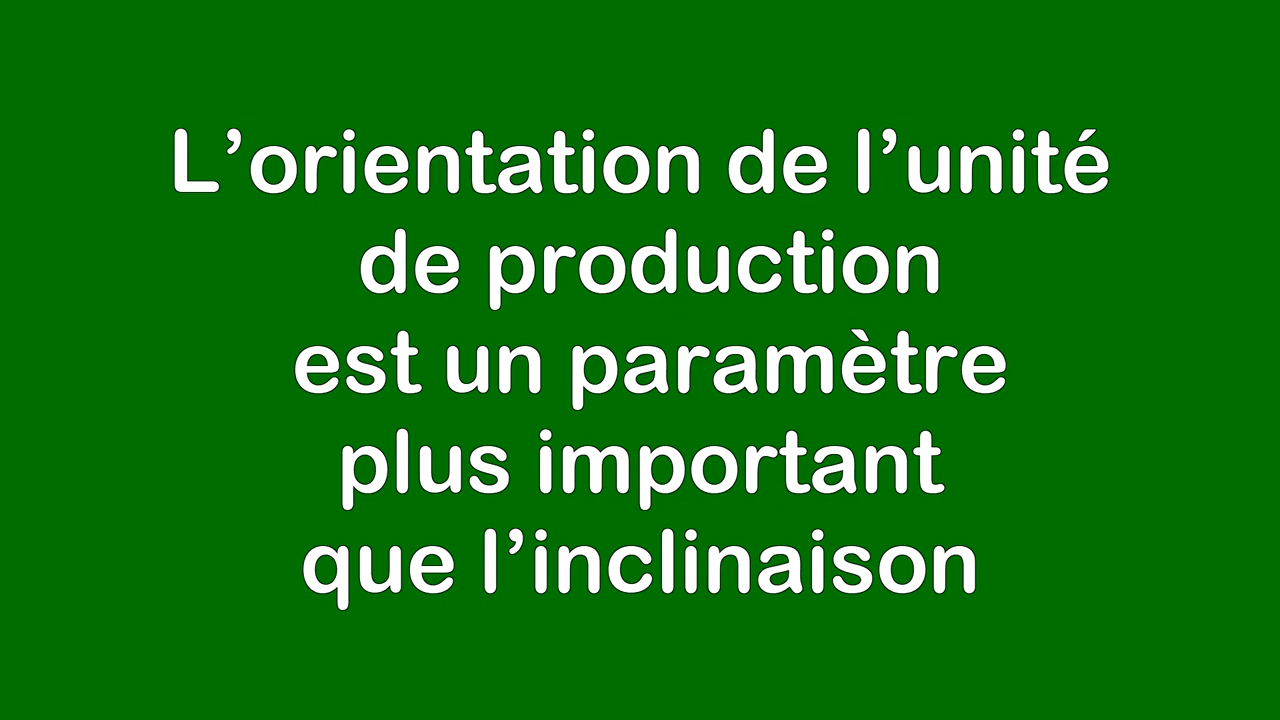 L’orientation de l’unité
de production
est un paramètre
plus important
que l’inclinaison